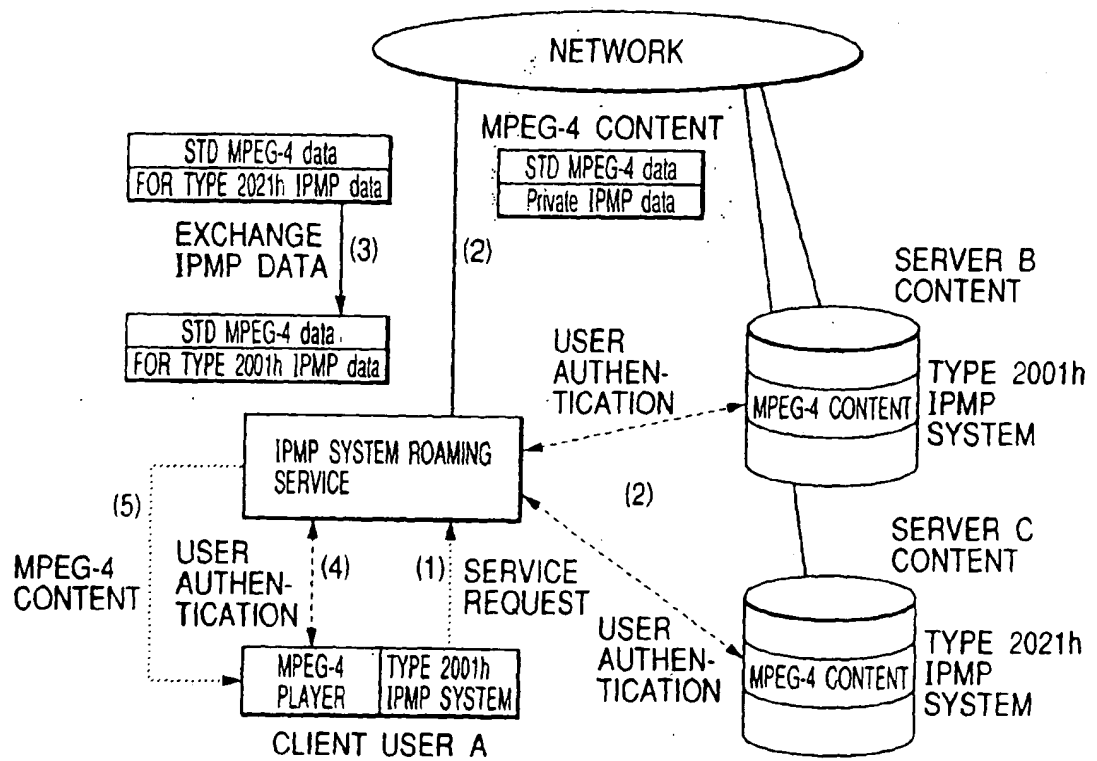 NETWORK
MPEG-4 CONTENT
STD MPEG-4 data
Private IPMP data
STD MPEG-4 data
FOR TYPE 2021h IPMP data
EXCHANGE
IPMP DATA
(3)
(2)
STD MPEG-4 data
FOR TYPE 2001h IPMP data
SERVER B
CONTENT
USER
AUTHEN-
TICATION
MPEG-4 CONTENT
TYPE 2001h
IPMP
SYSTEM
IPMP SYSTEM ROAMING
SERVICE
(2)
(5)
MPEG-4
CONTENT
USER
AUTHEN-
TICATION
(4)
(1)
SERVICE
REQUEST
SERVER C
CONTENT
USER
AUTHEN-
TICATION
MPEG-4 CONTENT
TYPE 2021h
IPMP
SYSTEM
MPEG-4
PLAYER
TYPE 2001h
IPMP SYSTEM
CLIENT USER A